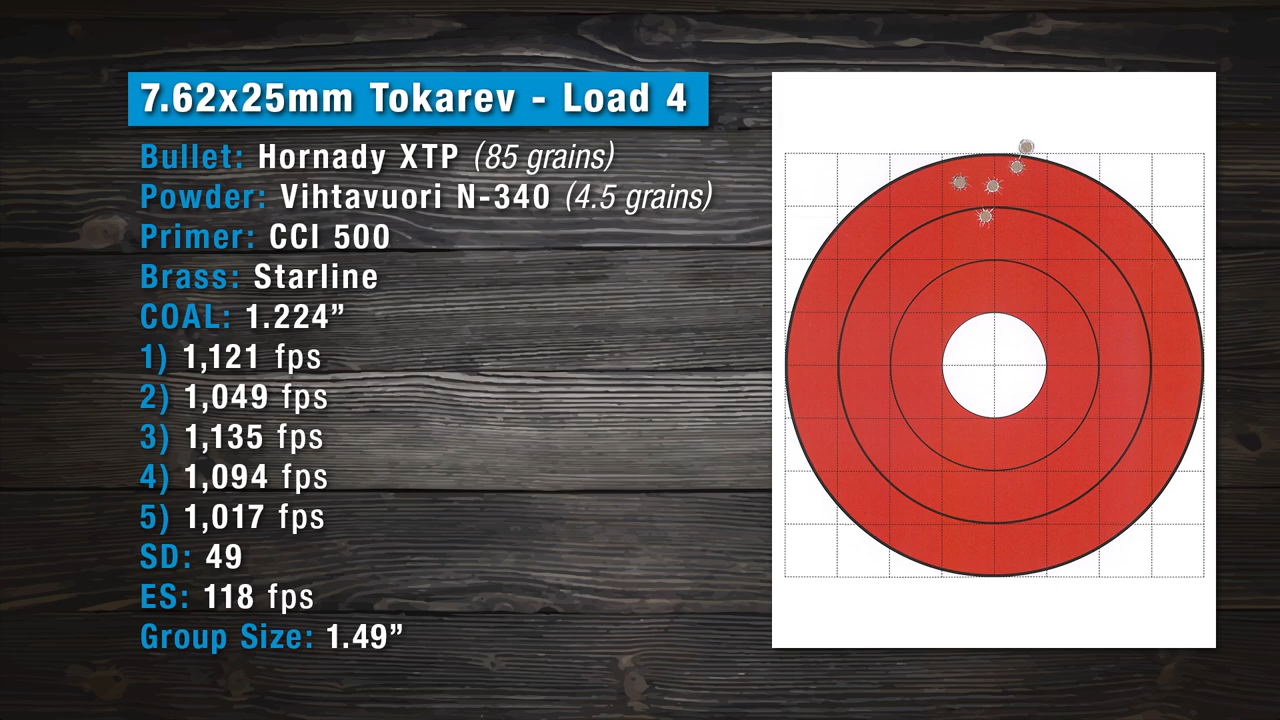 7.62x25mm Tokarev - Load 4
Bullet: Hornady XTP (85 grains)
Powder: Vihtavuori N-340 (4.5 grains)
Primer: CCI 500
Brass: Starline
COAL: 1.224”
1) 1,121 fps
2) 1,049 fps
3) 1,135 fps
4) 1,094 fps
5) 1,017 fps
SD: 49
ES: 118 fps
Group Size: 1.49”